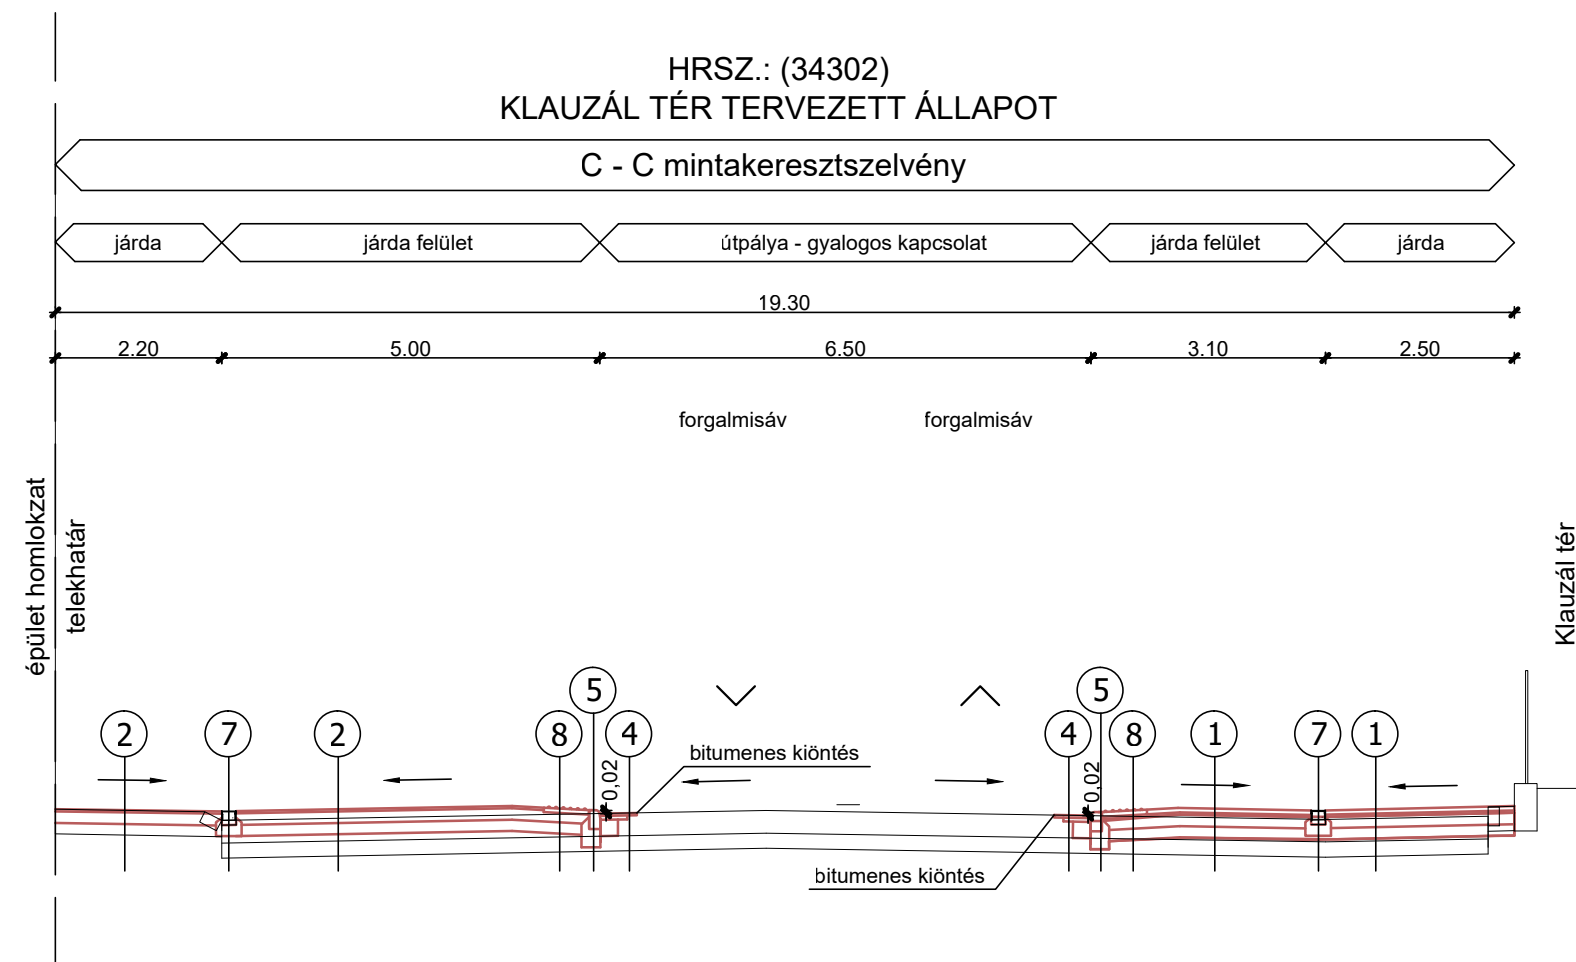 HRSZ.: (34302)
KLAUZÁL TÉR TERVEZETT ÁLLAPOT
C - C mintakeresztszelvény
járda járda felület útpálya - gyalogos kapcsolat járda felület járda
19.30
2.20 5.00 6.50 3.10 2.50
forgalmisáv forgalmisáv
épület homlokzat
telekhatár
Klauzál tér
5 5
2 7 2 8 4 4 8 1 7 1
bitumenes kiöntés
0,02 0,02
bitumenes kiöntés